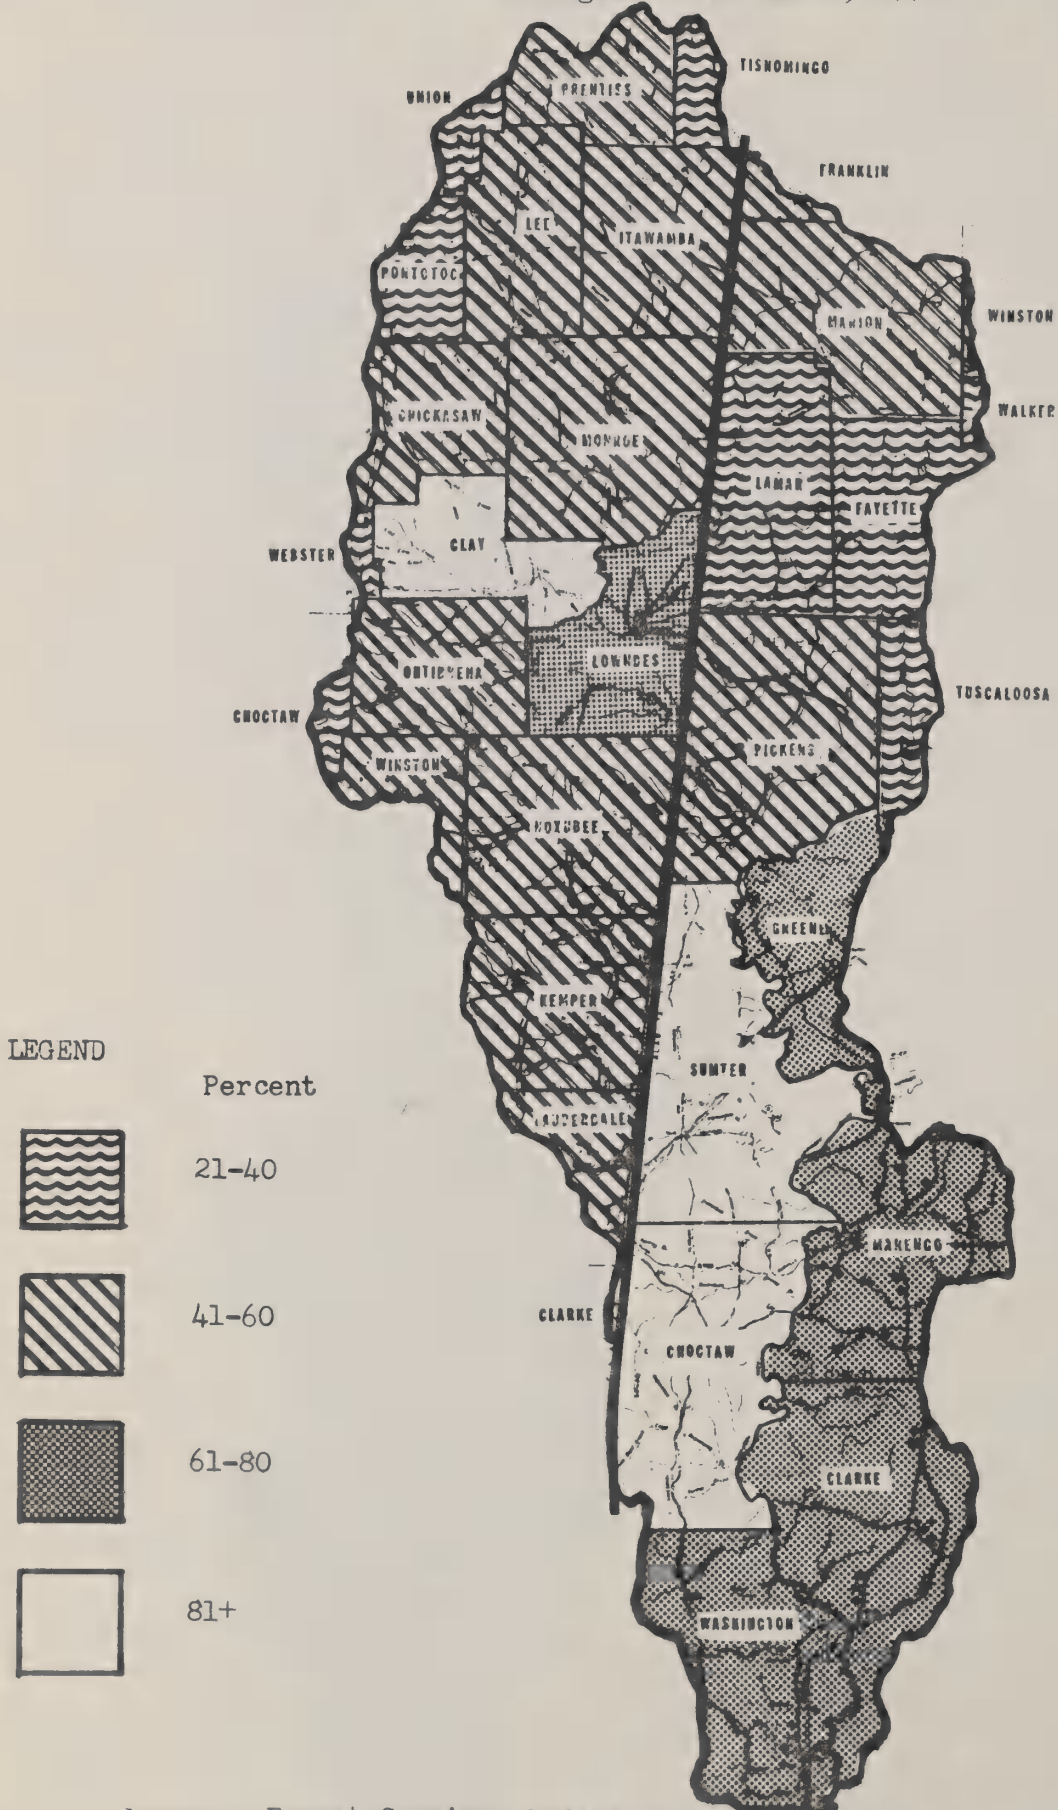 TISHOMINGO
PRENTISS
UNION
FRANKLIN
LEE
ITAWAMBA
PONTOTOC
WINSTON
MARION
CHICKASAW
WALKER
MONROE
LAMAR
FAYETTE
CLAY
WEBSTER
LOWNDES
OKTIBBEHA
TUSCALOOSA
CHOCTAW
PICKENS
WINSTON
NOXUBEE
GREENE
KEMPER
LEGEND
SUMTER
Percent
LAUDERDALE
21-40
MARENGO
41-60
CLARKE
CHOCTAW
61-80
CLARKE
81+
WASHINGTON